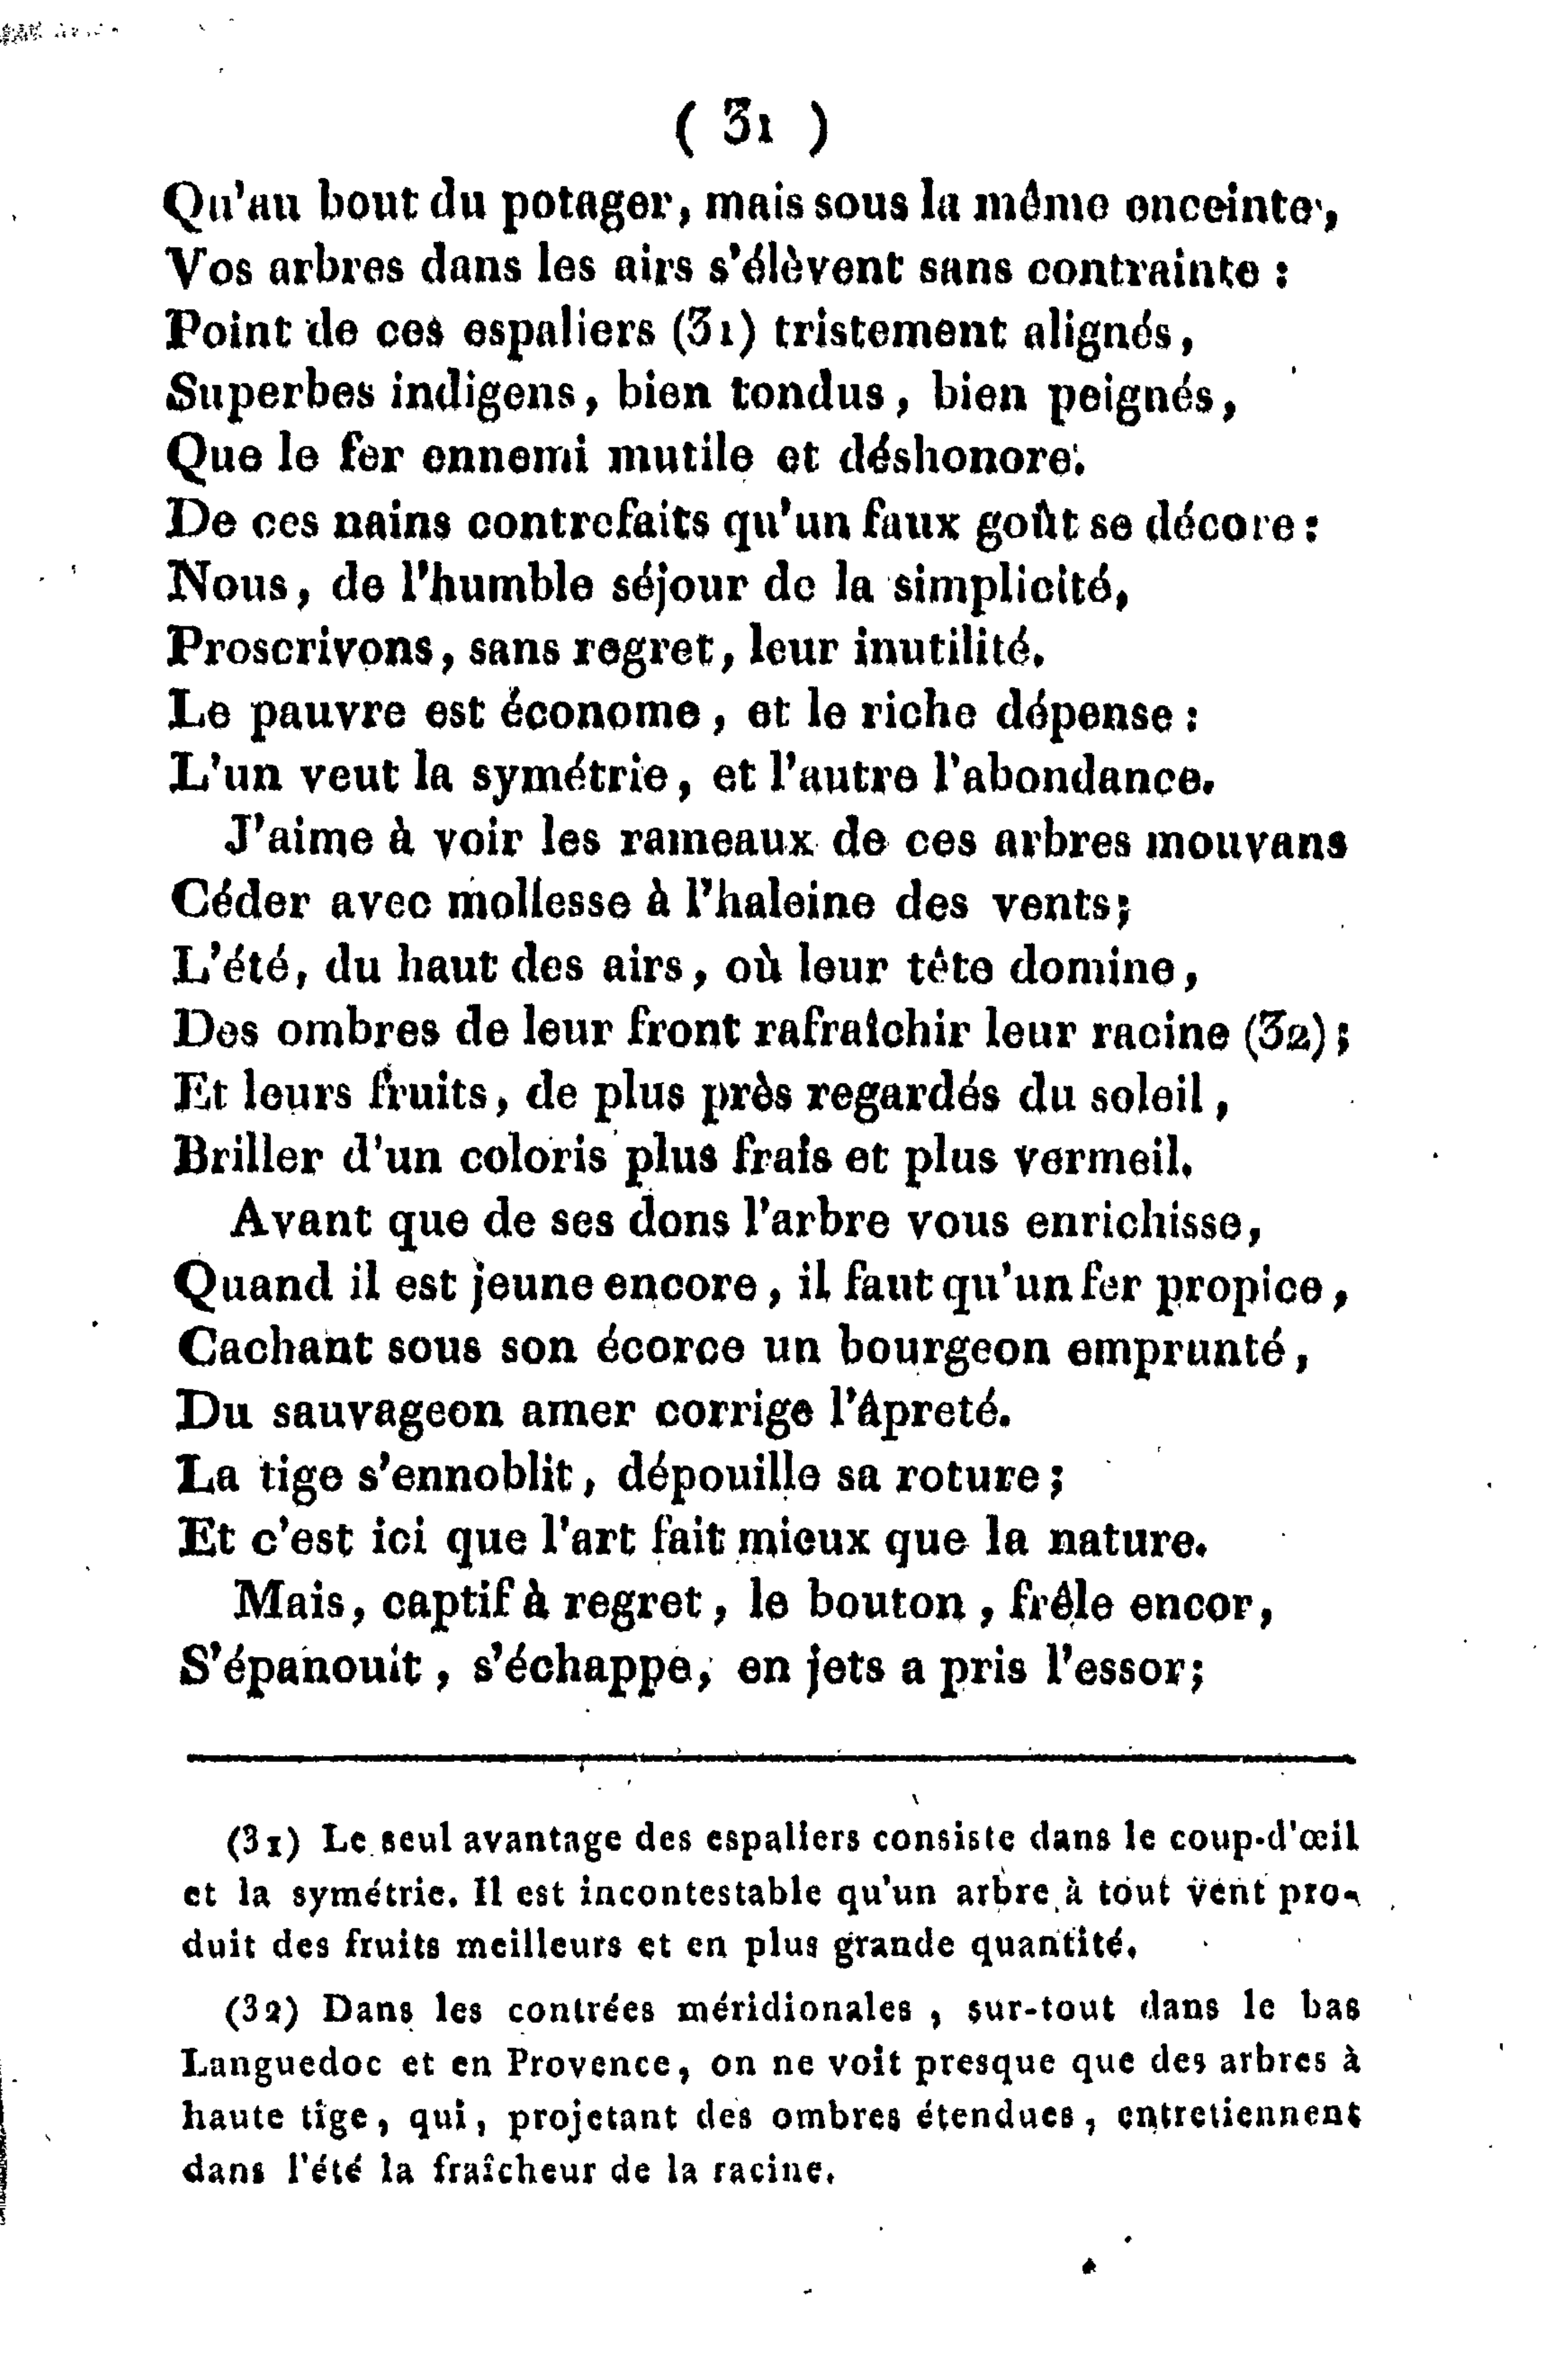 ( 31 )
Qu'au bout du potager, mais sous la même enceinte,
Vos arbres dans les airs s'élèvent sans contrainte :
Point de ces espaliers (31) tristement alignés,
Superbes indigens, bien tondus, bien peignés,
Que le fer ennemi mutile et déshonore.
De ces nains contrefaits qu'un faux goût se décore :
Nous, de l'humble séjour de la simplicité,
Proscrivons, sans regret, leur inutilité.
Le pauvre est économe, et le riche dépense :
L'un veut la symétrie, et l'autre l'abondance.
J'aime à voir les rameaux de ces arbres mouvans
Céder avec mollesse à l'haleine des vents;
L'été, du haut des airs, où leur tête domine,
Des ombres de leur front rafraîchir leur racine (32);
Et leurs fruits, de plus près regardés du soleil,
Briller d'un coloris plus frais et plus vermeil.
Avant que de ses dons l'arbre vous enrichisse,
Quand il est jeune encore, il faut qu'un fer propice,
Cachant sous son écorce un bourgeon emprunté,
Du sauvageon amer corrige l'âpreté.
La tige s'ennoblit, dépouille sa roture;
Et c'est ici que l'art fait mieux que la nature.
Mais, captif à regret, le bouton, frêle encor,
S'épanouit, s'échappe, en jets a pris l'essor;
(31) Le seul avantage des espaliers consiste dans le coup-d'œil
et la symétrie. Il est incontestable qu'un arbre à tout vent pro-
duit des fruits meilleurs et en plus grande quantité.
(32) Dans les contrées méridionales, sur-tout dans le bas
Languedoc et en Provence, on ne voit presque que des arbres à
haute tige, qui, projetant des ombres étendues, entretiennent
dans l'été la fraîcheur de la racine.